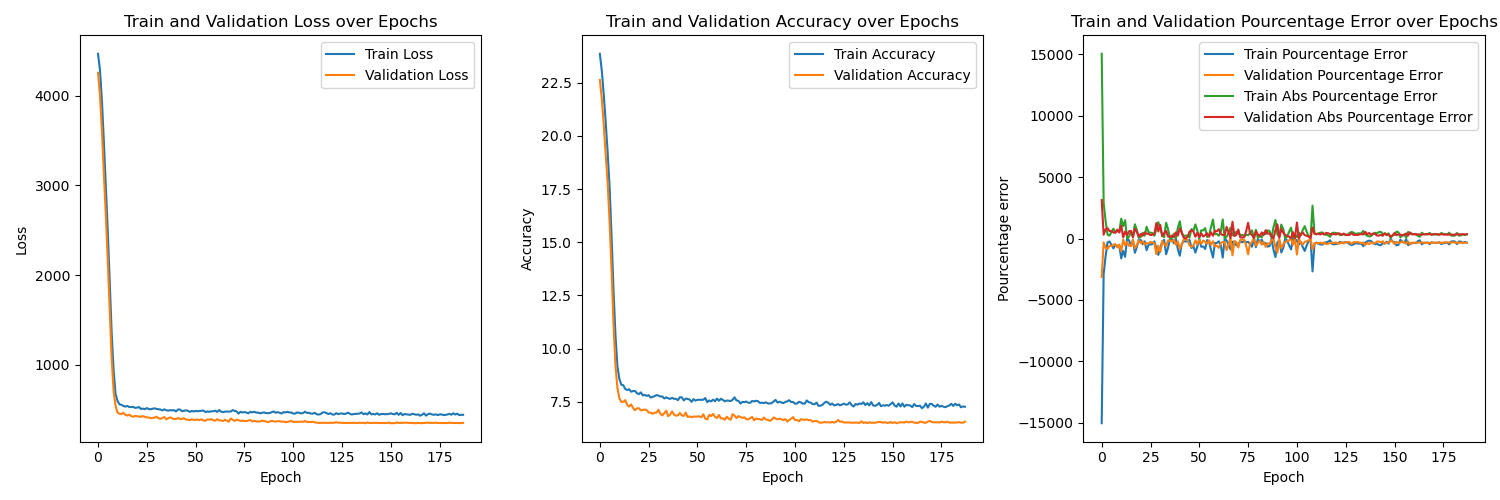 Train and Validation Loss over Epochs
Loss
4000
3000
2000
1000
Train Loss
Validation Loss
0 25 50 75 100 125 150 175
Epoch
Train and Validation Accuracy over Epochs
Accuracy
22.5
20.0
17.5
15.0
12.5
10.0
7.5
Train Accuracy
Validation Accuracy
0 25 50 75 100 125 150 175
Epoch
Train and Validation Pourcentage Error over Epochs
Pourcentage error
15000
10000
5000
0
−5000
−10000
−15000
Train Pourcentage Error
Validation Pourcentage Error
Train Abs Pourcentage Error
Validation Abs Pourcentage Error
0 25 50 75 100 125 150 175
Epoch